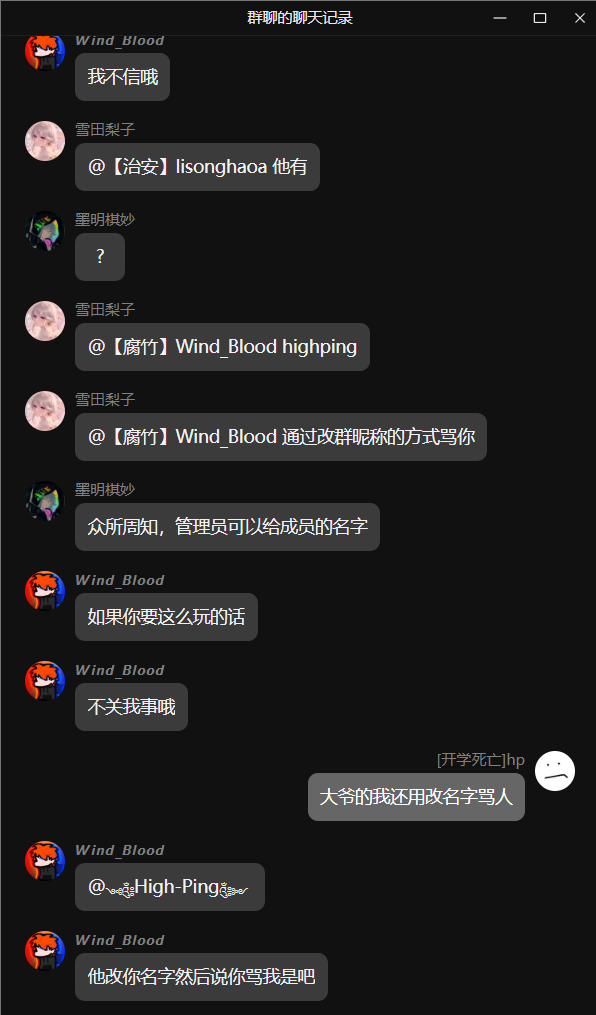 群聊的聊天记录
Wind_Blood
我不信哦
雪田梨子
@【治安】lisonghaoa 他有
墨明棋妙
?
雪田梨子
@【腐竹】Wind_Blood highping
雪田梨子
@【腐竹】Wind_Blood 通过改群昵称的方式骂你
墨明棋妙
众所周知，管理员可以给成员的名字
Wind_Blood
如果你要这么玩的话
Wind_Blood
不关我事哦
[开学死亡]hp
大爷的我还用改名字骂人
Wind_Blood
@High-Ping
Wind_Blood
他改你名字然后说你骂我是吧